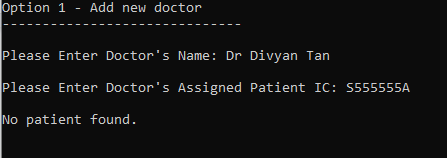 Option 1 - Add new doctor
------------------------------
Please Enter Doctor's Name: Dr Divyan Tan
Please Enter Doctor's Assigned Patient IC: S555555A
No patient found.